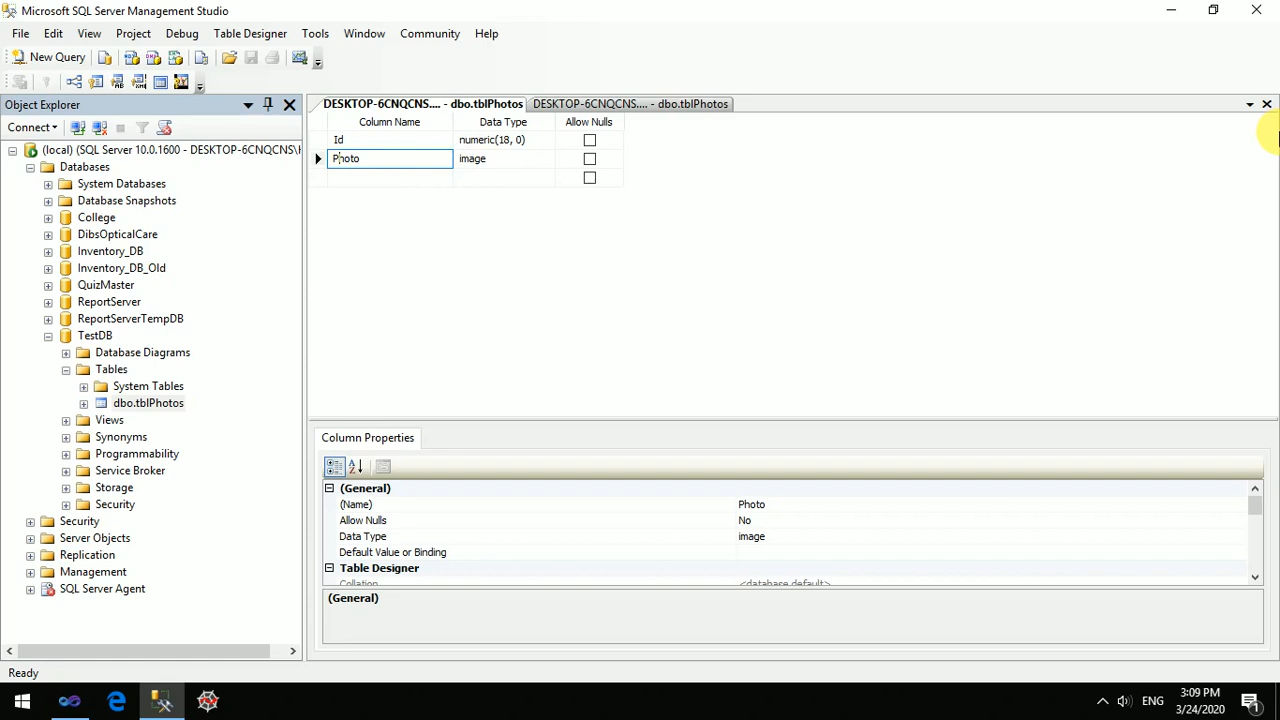 Microsoft SQL Server Management Studio
File Edit View Project Debug Table Designer Tools Window Community Help
New Query
Object Explorer
DESKTOP-6CNQCNS.... - dbo.tblPhotos
DESKTOP-6CNQCNS.... - dbo.tblPhotos
Column Name Data Type Allow Nulls
Id numeric(18, 0)
Photo image
Connect
(local) (SQL Server 10.0.1600 - DESKTOP-6CNQCNS\
Databases
System Databases
Database Snapshots
College
DibsOpticalCare
Inventory_DB
Inventory_DB_Old
QuizMaster
ReportServer
ReportServerTempDB
TestDB
Database Diagrams
Tables
System Tables
dbo.tblPhotos
Views
Synonyms
Programmability
Service Broker
Storage
Security
Security
Server Objects
Replication
Management
SQL Server Agent
Column Properties
(General)
(Name) Photo
Allow Nulls No
Data Type image
Default Value or Binding
Table Designer
Collation <database default>
(General)
Ready
ENG
3:09 PM
3/24/2020
1